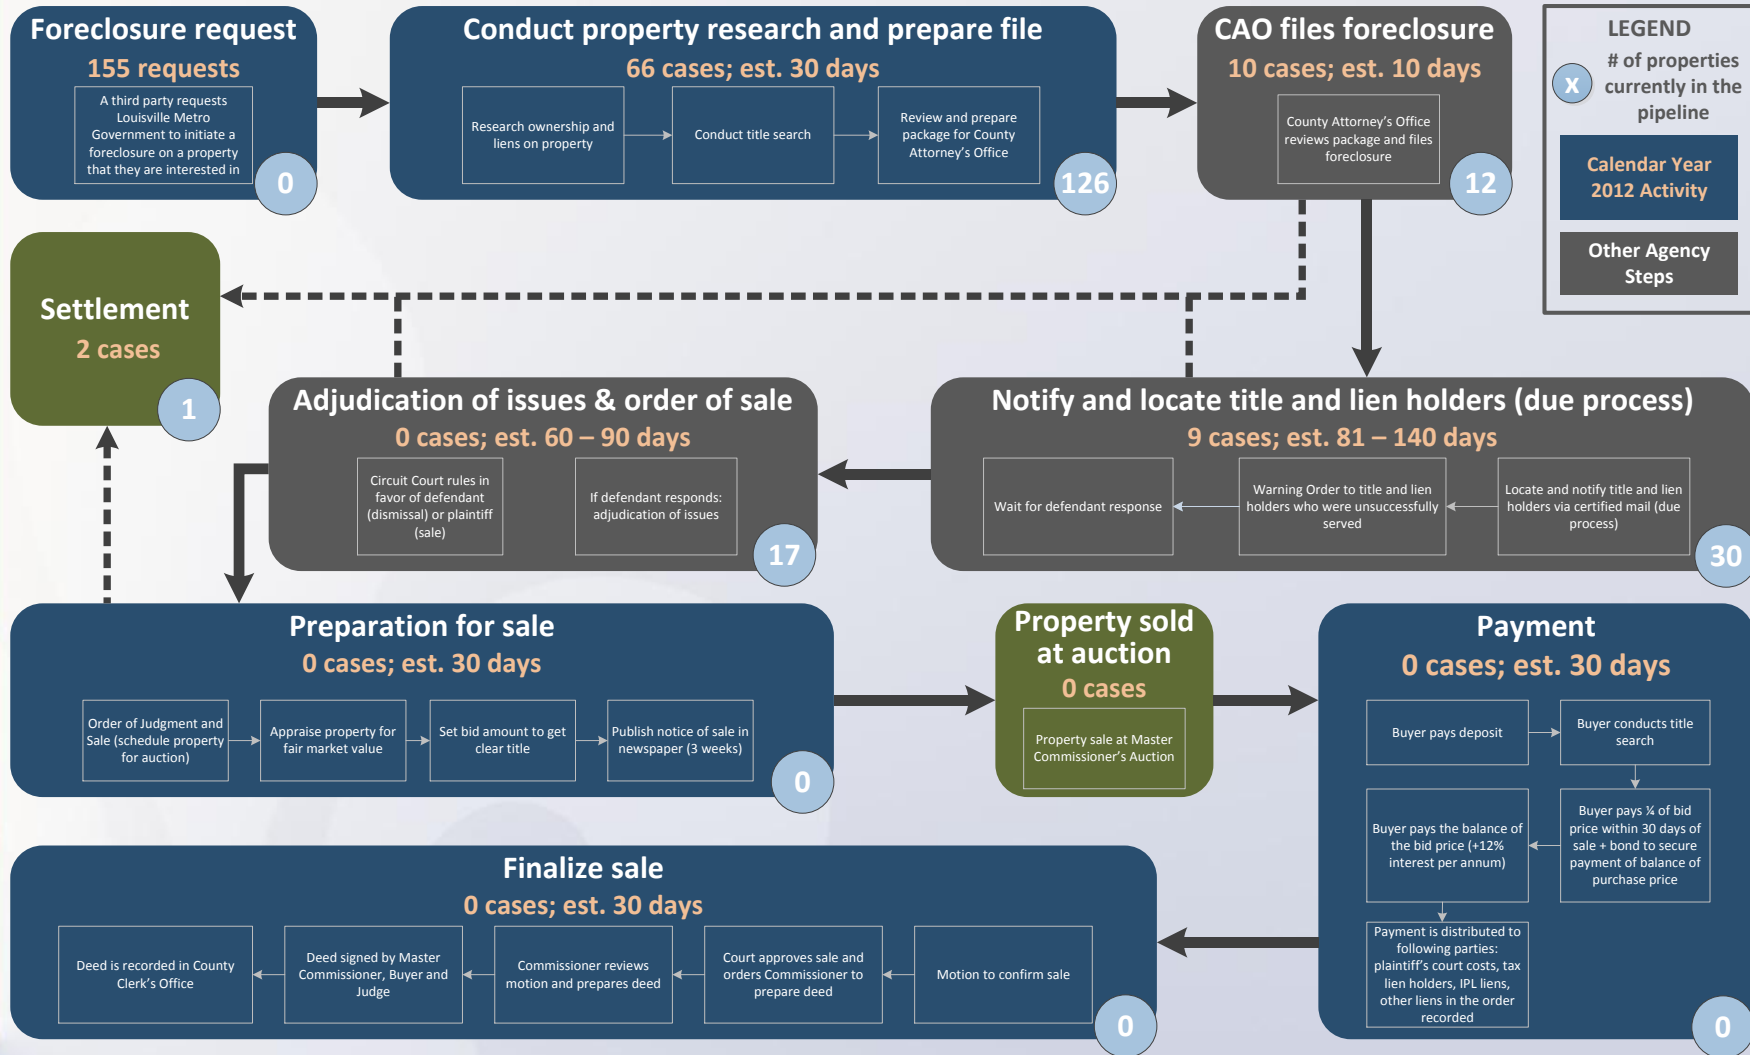 Foreclosure request
155 requests
A third party requests
Louisville Metro
Government to initiate a
foreclosure on a property
that they are interested in
0
Conduct property research and prepare file
66 cases; est. 30 days
Research ownership and
liens on property
Conduct title search
Review and prepare
package for County
Attorney's Office
126
CAO files foreclosure
10 cases; est. 10 days
County Attorney's Office
reviews package and files
foreclosure
12
LEGEND
X
# of properties
currently in the
pipeline
Calendar Year
2012 Activity
Other Agency
Steps
Settlement
2 cases
1
Adjudication of issues & order of sale
0 cases; est. 60 – 90 days
Circuit Court rules in
favor of defendant
(dismissal) or plaintiff
(sale)
If defendant responds:
adjudication of issues
17
Notify and locate title and lien holders (due process)
9 cases; est. 81 – 140 days
Wait for defendant response
Warning Order to title and lien
holders who were unsuccessfully
served
Locate and notify title and lien
holders via certified mail (due
process)
30
Preparation for sale
0 cases; est. 30 days
Order of Judgment and
Sale (schedule property
for auction)
Appraise property for
fair market value
Set bid amount to get
clear title
Publish notice of sale in
newspaper (3 weeks)
0
Property sold
at auction
0 cases
Property sale at Master
Commissioner's Auction
Payment
0 cases; est. 30 days
Buyer pays deposit
Buyer conducts title
search
Buyer pays ¼ of bid
price within 30 days of
sale + bond to secure
payment of balance of
purchase price
Buyer pays the balance of
the bid price (+12%
interest per annum)
Payment is distributed to
following parties:
plaintiff's court costs, tax
lien holders, IPL liens,
other liens in the order
recorded
0
Finalize sale
0 cases; est. 30 days
Deed is recorded in County
Clerk's Office
Deed signed by Master
Commissioner, Buyer and
Judge
Commissioner reviews
motion and prepares deed
Court approves sale and
orders Commissioner to
prepare deed
Motion to confirm sale
0